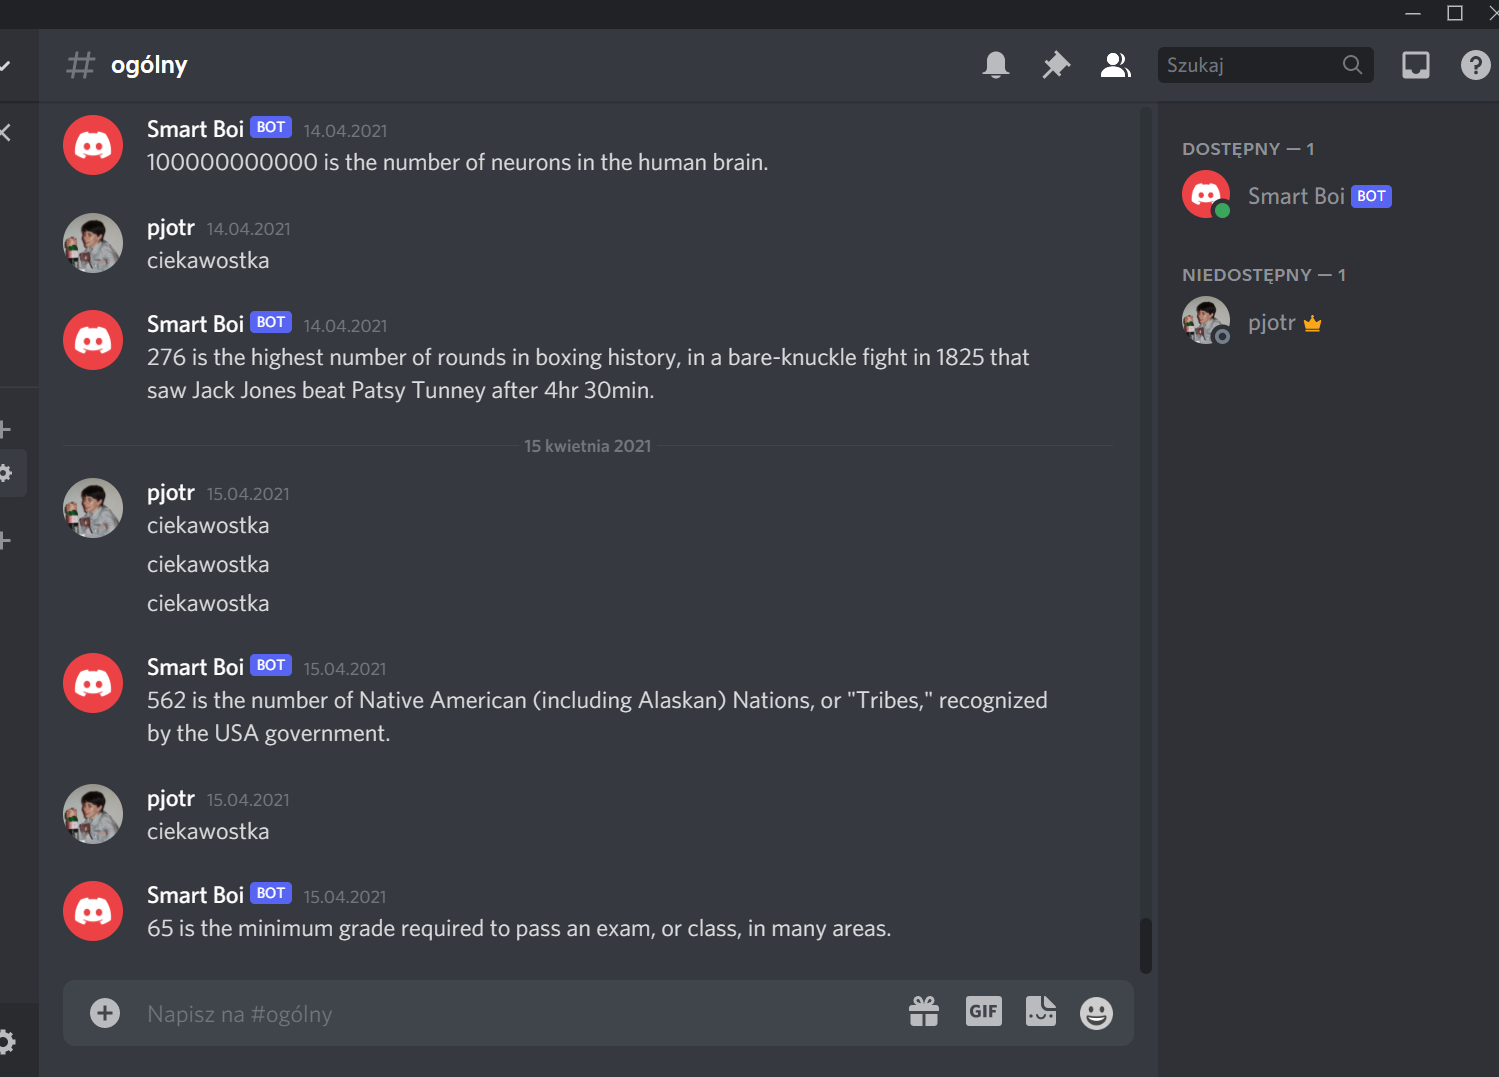 ogólny
Szukaj
Smart Boi BOT 14.04.2021
100000000000 is the number of neurons in the human brain.
pjotr 14.04.2021
ciekawostka
Smart Boi BOT 14.04.2021
276 is the highest number of rounds in boxing history, in a bare-knuckle fight in 1825 that
saw Jack Jones beat Patsy Tunney after 4hr 30min.
15 kwietnia 2021
pjotr 15.04.2021
ciekawostka
ciekawostka
ciekawostka
Smart Boi BOT 15.04.2021
562 is the number of Native American (including Alaskan) Nations, or "Tribes," recognized
by the USA government.
pjotr 15.04.2021
ciekawostka
Smart Boi BOT 15.04.2021
65 is the minimum grade required to pass an exam, or class, in many areas.
Napisz na #ogólny
GIF
DOSTĘPNY — 1
Smart Boi BOT
NIEDOSTĘPNY — 1
pjotr